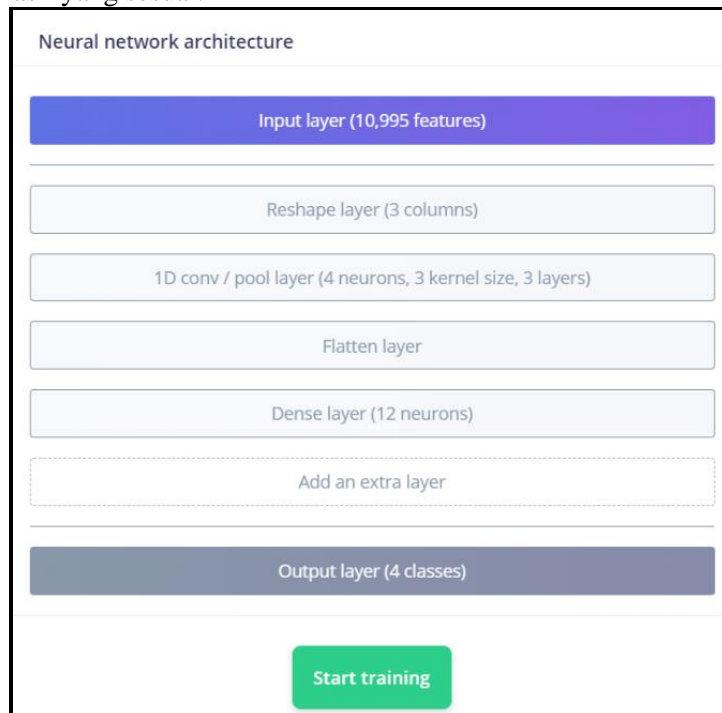 Neural network architecture
Input layer (10,995 features)
Reshape layer (3 columns)
1D conv / pool layer (4 neurons, 3 kernel size, 3 layers)
Flatten layer
Dense layer (12 neurons)
Add an extra layer
Output layer (4 classes)
Start training